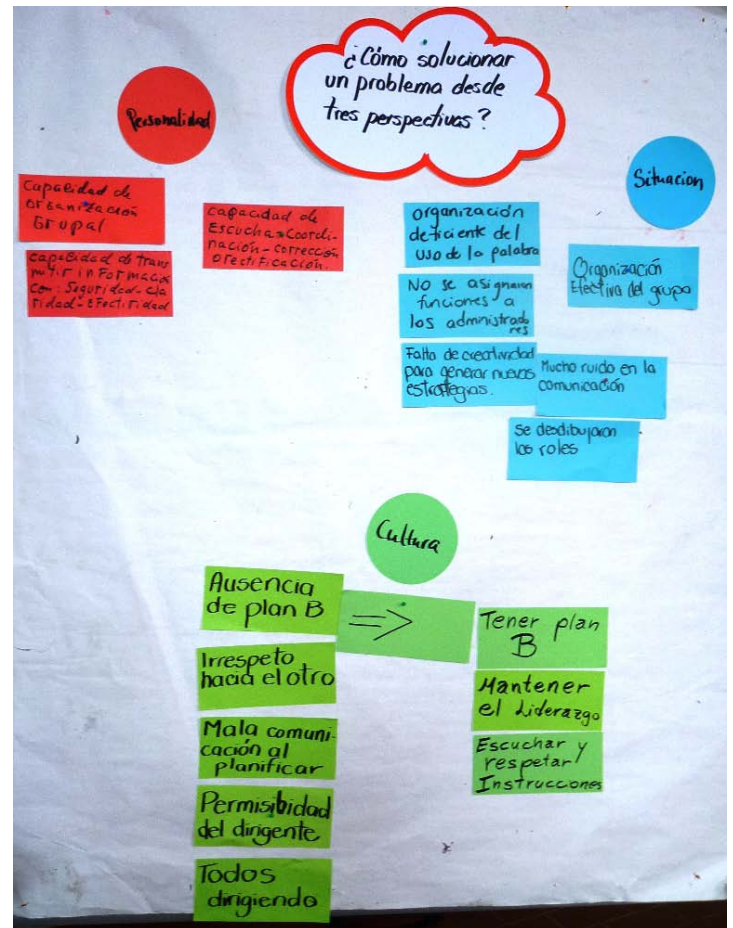 ¿Cómo solucionar
un problema desde
tres perspectivas?
Personalidad
Capacidad de
organización
Grupal
capacidad de trans
mitir informació
con: Seguridad-cla
ridad-Efectividad
capacidad de
Escucha-Coordi-
nación-corrección
o rectificación.
Situacion
organización
deficiente del
uso de la palabra
No se asignaron
funciones a
los administrado
res
Falta de creatividad
para generar nuevas
estrategias.
Organización
Efectiva del grupo
Mucho ruido en la
comunicación
Se desdibujaron
los roles
Cultura
Ausencia
de plan B
Irrespeto
hacia el otro
Mala comuni-
cación al
planificar
Permisibidad
del dirigente
Todos
dirigiendo
=>
Tener plan
B
Mantener
el Liderazgo
Escuchar y
respetar
Instrucciones